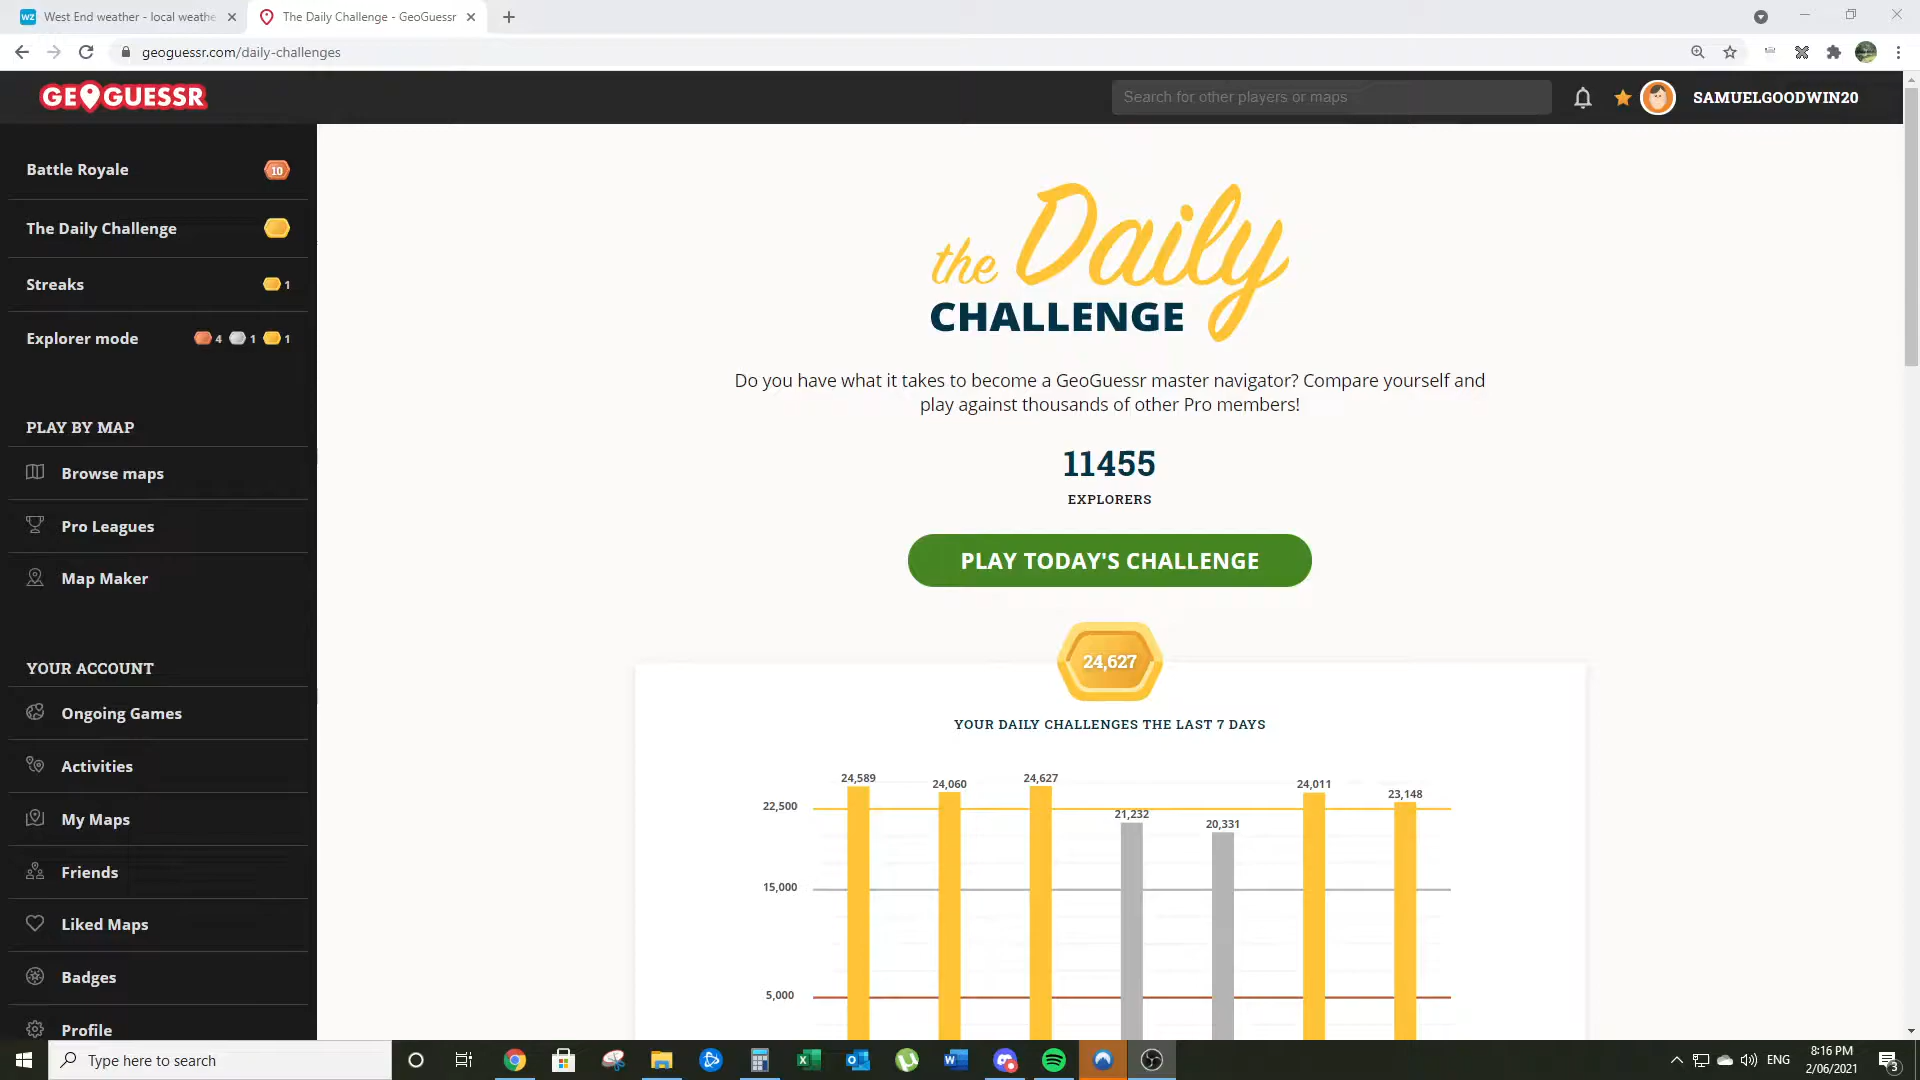 West End weather - local weathe
The Daily Challenge - GeoGuessr
geoguessr.com/daily-challenges
GEOGUESSR
Search for other players or maps
SAMUELGOODWIN20
Battle Royale
10
The Daily Challenge
Streaks
1
Explorer mode
4 1 1
PLAY BY MAP
Browse maps
Pro Leagues
Map Maker
YOUR ACCOUNT
Ongoing Games
Activities
My Maps
Friends
Liked Maps
Badges
Profile
the Daily
CHALLENGE
Do you have what it takes to become a GeoGuessr master navigator? Compare yourself and
play against thousands of other Pro members!
11455
EXPLORERS
PLAY TODAY'S CHALLENGE
24,627
YOUR DAILY CHALLENGES THE LAST 7 DAYS
24,589 24,060 24,627 21,232 20,331 24,011 23,148
22,500
15,000
5,000
Type here to search
ENG
8:16 PM
2/06/2021
3